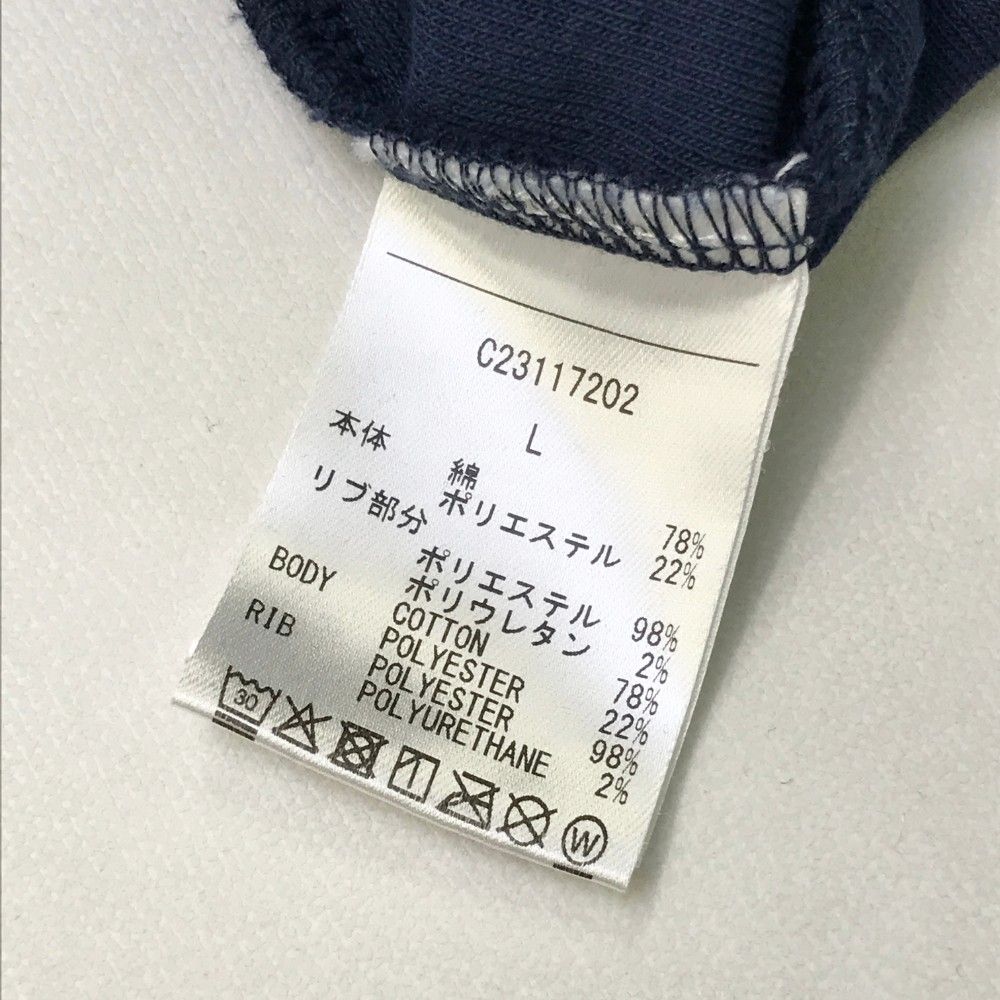 C23117202
L
本体
綿 78%
ポリエステル 22%
リブ部分
ポリエステル 98%
ポリウレタン 2%
BODY COTTON 78%
POLYESTER 22%
RIB POLYESTER 98%
POLYURETHANE 2%
30
W